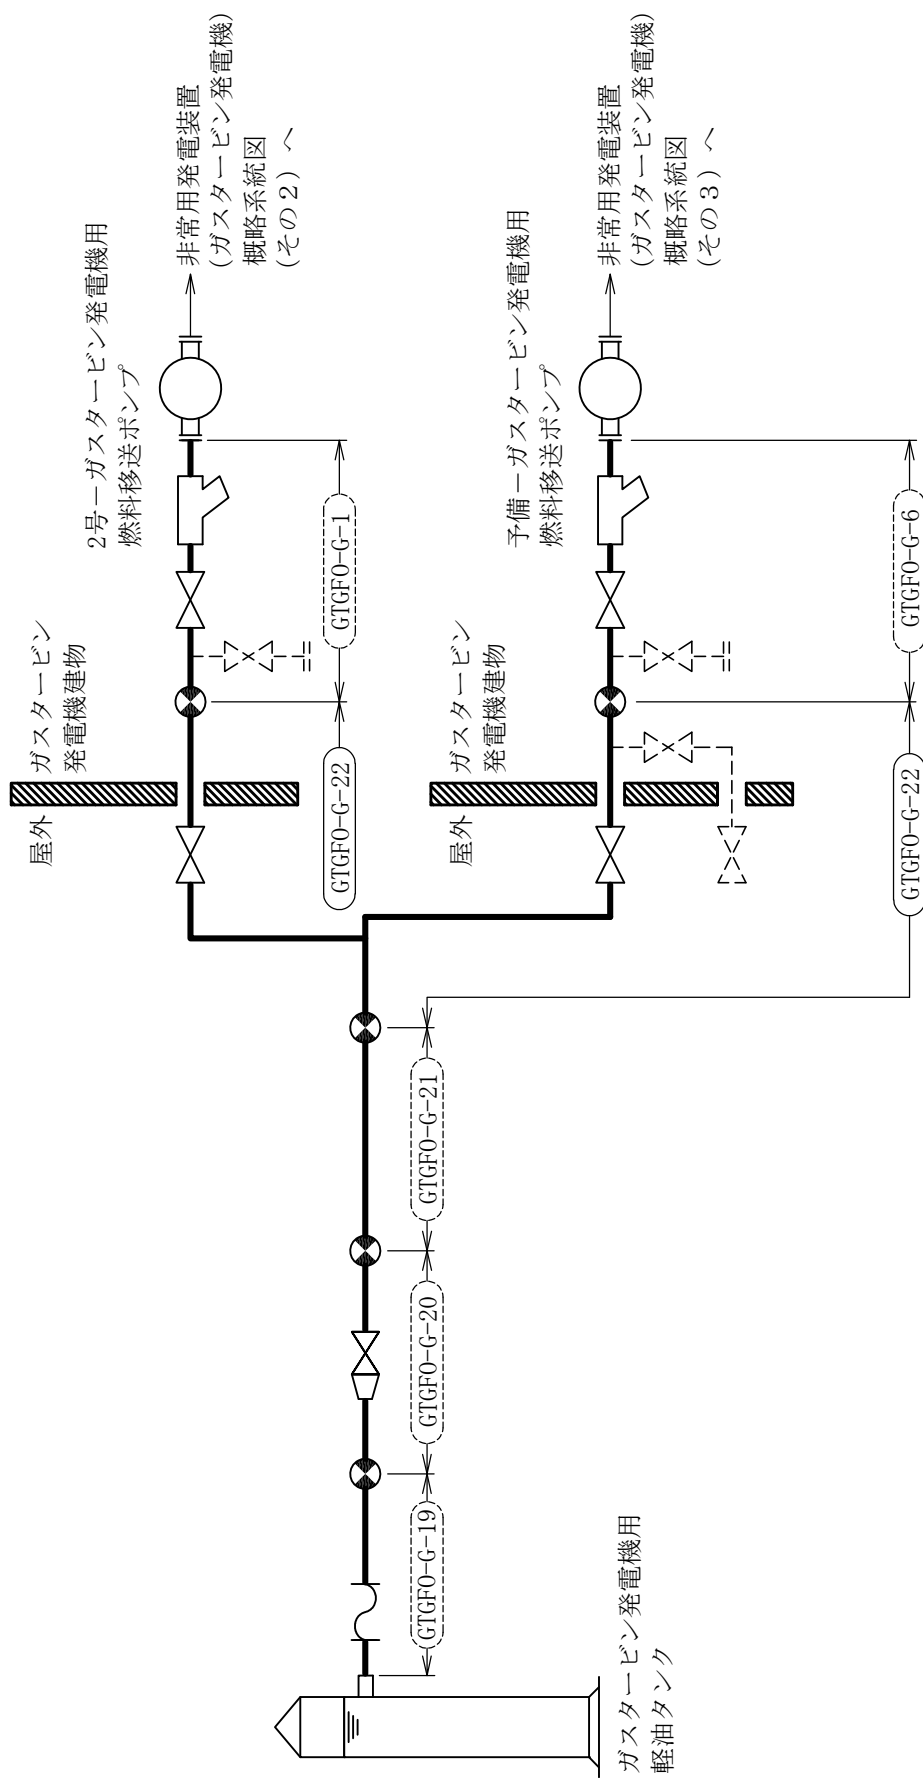 2号－ガスタービン発電機用
燃料移送ポンプ
非常用発電装置
(ガスタービン発電機)
概略系統図
(その２) へ
GTGFO-G-1
ガスタービン
発電機建物
屋外
GTGFO-G-22
予備－ガスタービン発電機用
燃料移送ポンプ
非常用発電装置
(ガスタービン発電機)
概略系統図
(その３) へ
GTGFO-G-6
ガスタービン
発電機建物
屋外
GTGFO-G-22
GTGFO-G-21
GTGFO-G-20
GTGFO-G-19
ガスタービン発電機用
軽油タンク